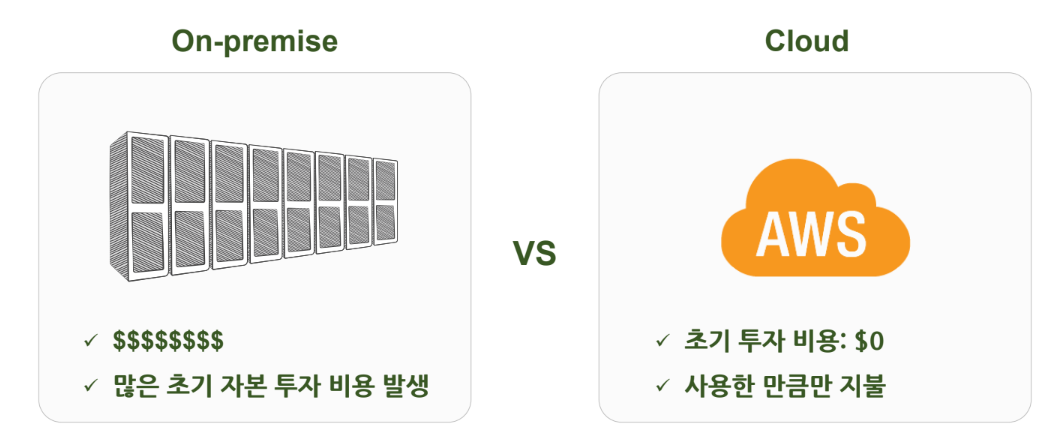 On-premise
$$$$$$$$
많은 초기 자본 투자 비용 발생
VS
Cloud
AWS
초기 투자 비용: $0
사용한 만큼만 지불